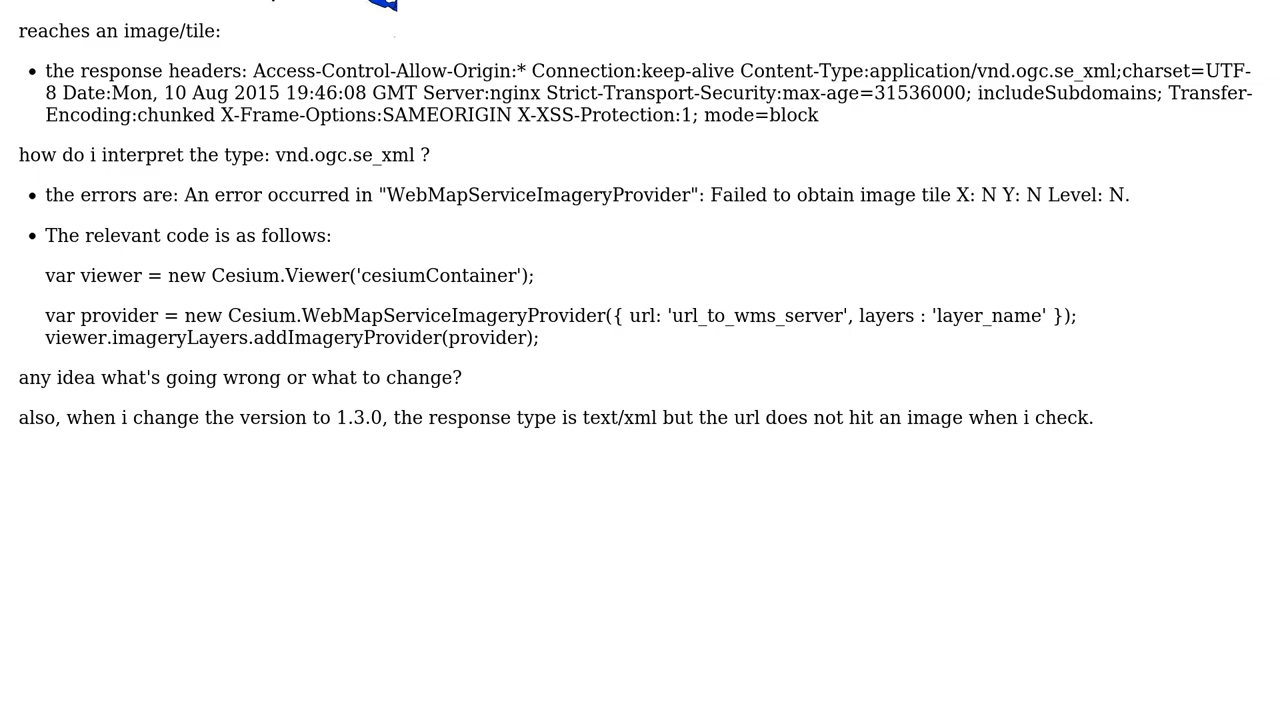 reaches an image/tile:
• the response headers: Access-Control-Allow-Origin:* Connection:keep-alive Content-Type:application/vnd.ogc.se_xml;charset=UTF-
8 Date:Mon, 10 Aug 2015 19:46:08 GMT Server:nginx Strict-Transport-Security:max-age=31536000; includeSubdomains; Transfer-
Encoding:chunked X-Frame-Options:SAMEORIGIN X-XSS-Protection:1; mode=block
how do i interpret the type: vnd.ogc.se_xml ?
• the errors are: An error occurred in "WebMapServiceImageryProvider": Failed to obtain image tile X: N Y: N Level: N.
• The relevant code is as follows:
var viewer = new Cesium.Viewer('cesiumContainer');
var provider = new Cesium.WebMapServiceImageryProvider({ url: 'url_to_wms_server', layers : 'layer_name' });
viewer.imageryLayers.addImageryProvider(provider);
any idea what's going wrong or what to change?
also, when i change the version to 1.3.0, the response type is text/xml but the url does not hit an image when i check.